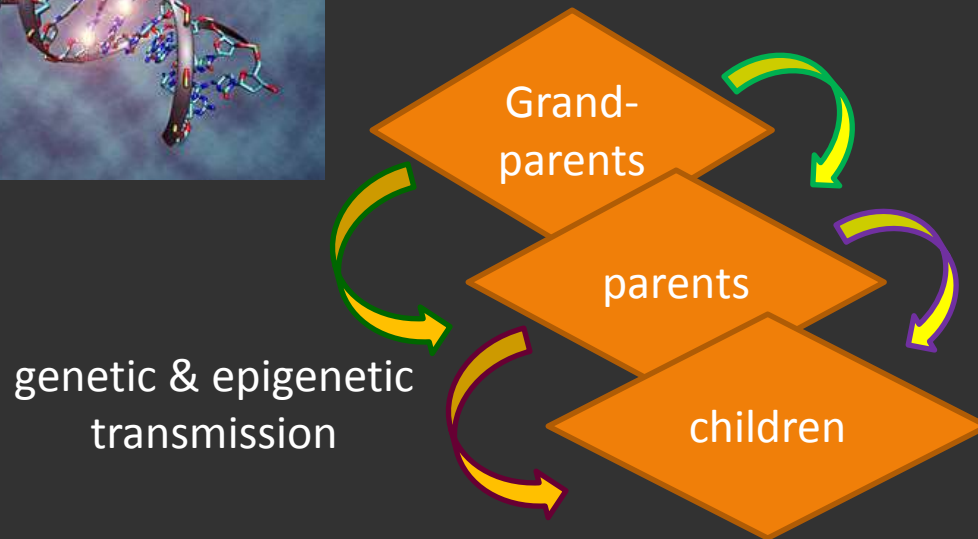 Grand-
parents
parents
genetic & epigenetic
transmission
children